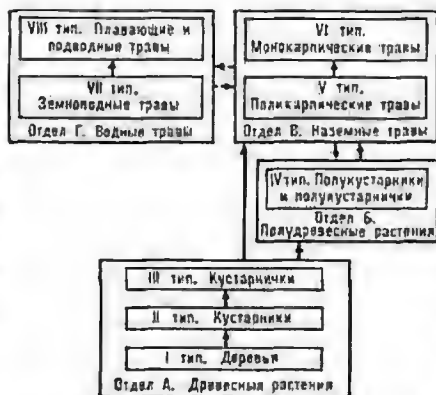 VIII тип. Плавающие и
подводные травы
VII тип.
Земноводные травы
Отдел Г. Водные травы
VI тип.
Монокарпические травы
V тип.
Поликарпические травы
Отдел В. Наземные травы
IV тип. Полукустарники
и полукустарнички
Отдел Б.
Полудревесные растения
III тип. Кустарнички
II тип. Кустарники
I тип. Деревья
Отдел А. Древесные растения